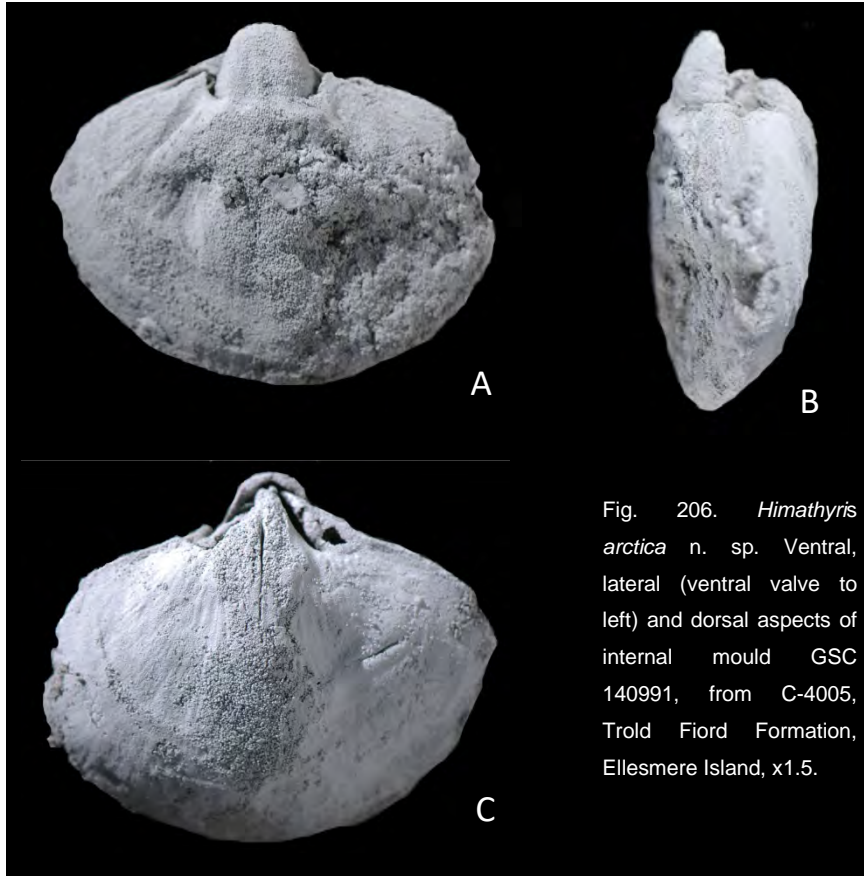 A
B
C
Fig. 206. Himathyris
arctica n. sp. Ventral,
lateral (ventral valve to
left) and dorsal aspects of
internal mould GSC
140991, from C-4005,
Trold Fiord Formation,
Ellesmere Island, x1.5.